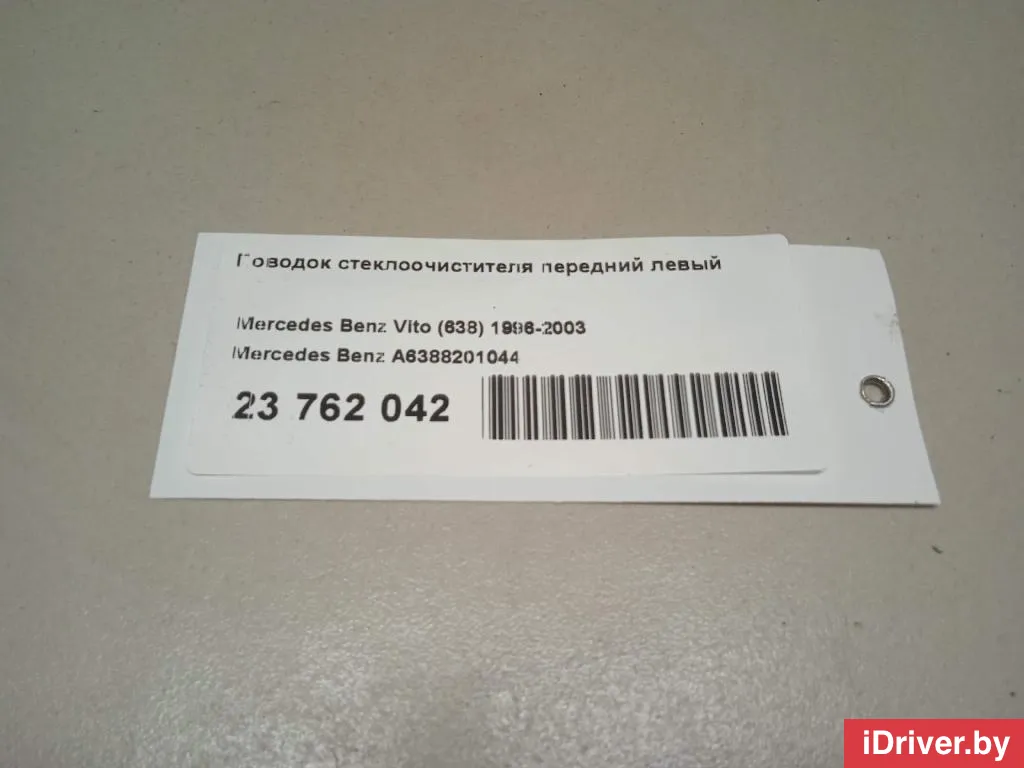 Поводок стеклоочистителя передний левый
Mercedes Benz Vito (638) 1996-2003
Mercedes Benz A6388201044
23 762 042
iDriver.by